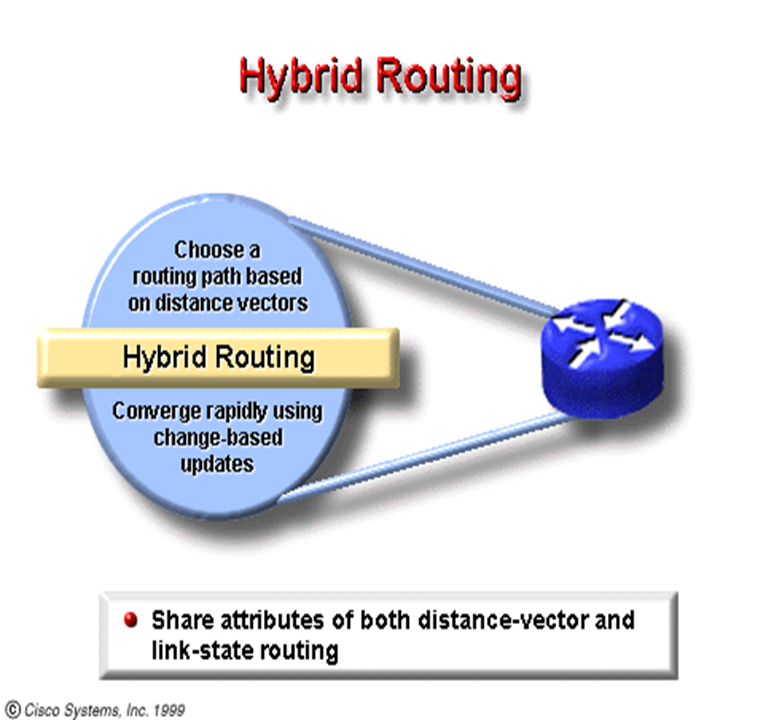 Hybrid Routing
Choose a
routing path based
on distance vectors
Hybrid Routing
Converge rapidly using
change-based
updates
Share attributes of both distance-vector and
link-state routing
© Cisco Systems, Inc. 1999